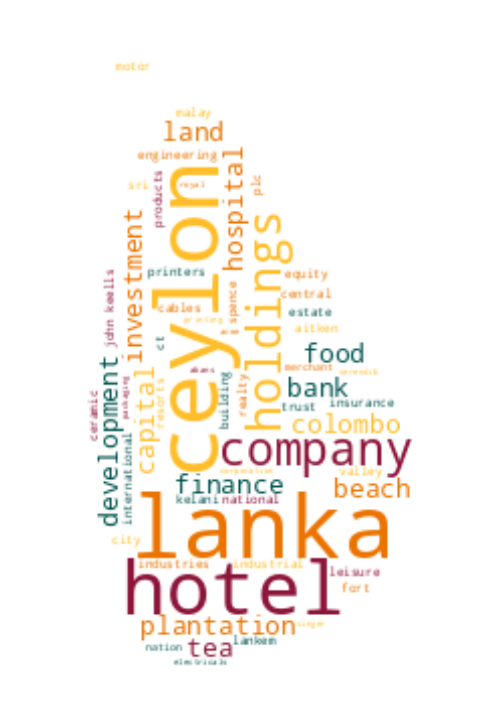 motor
malay
land
engineering
sri
royal
plc
products
hospital
ceylon
investment
holdings
printers
equity
john keells
central
cables
spence
estate
printing
aitken
ct
food
merchant
building
realty
bank
capital
resorts
packaging
development
ceramic
trust
insurance
colombo
international
company
corporation
valley
finance
beach
kelani
national
lanka
city
industries
industrial
leisure
hotel
fort
plantation
singer
lankem
nation
tea
electricals